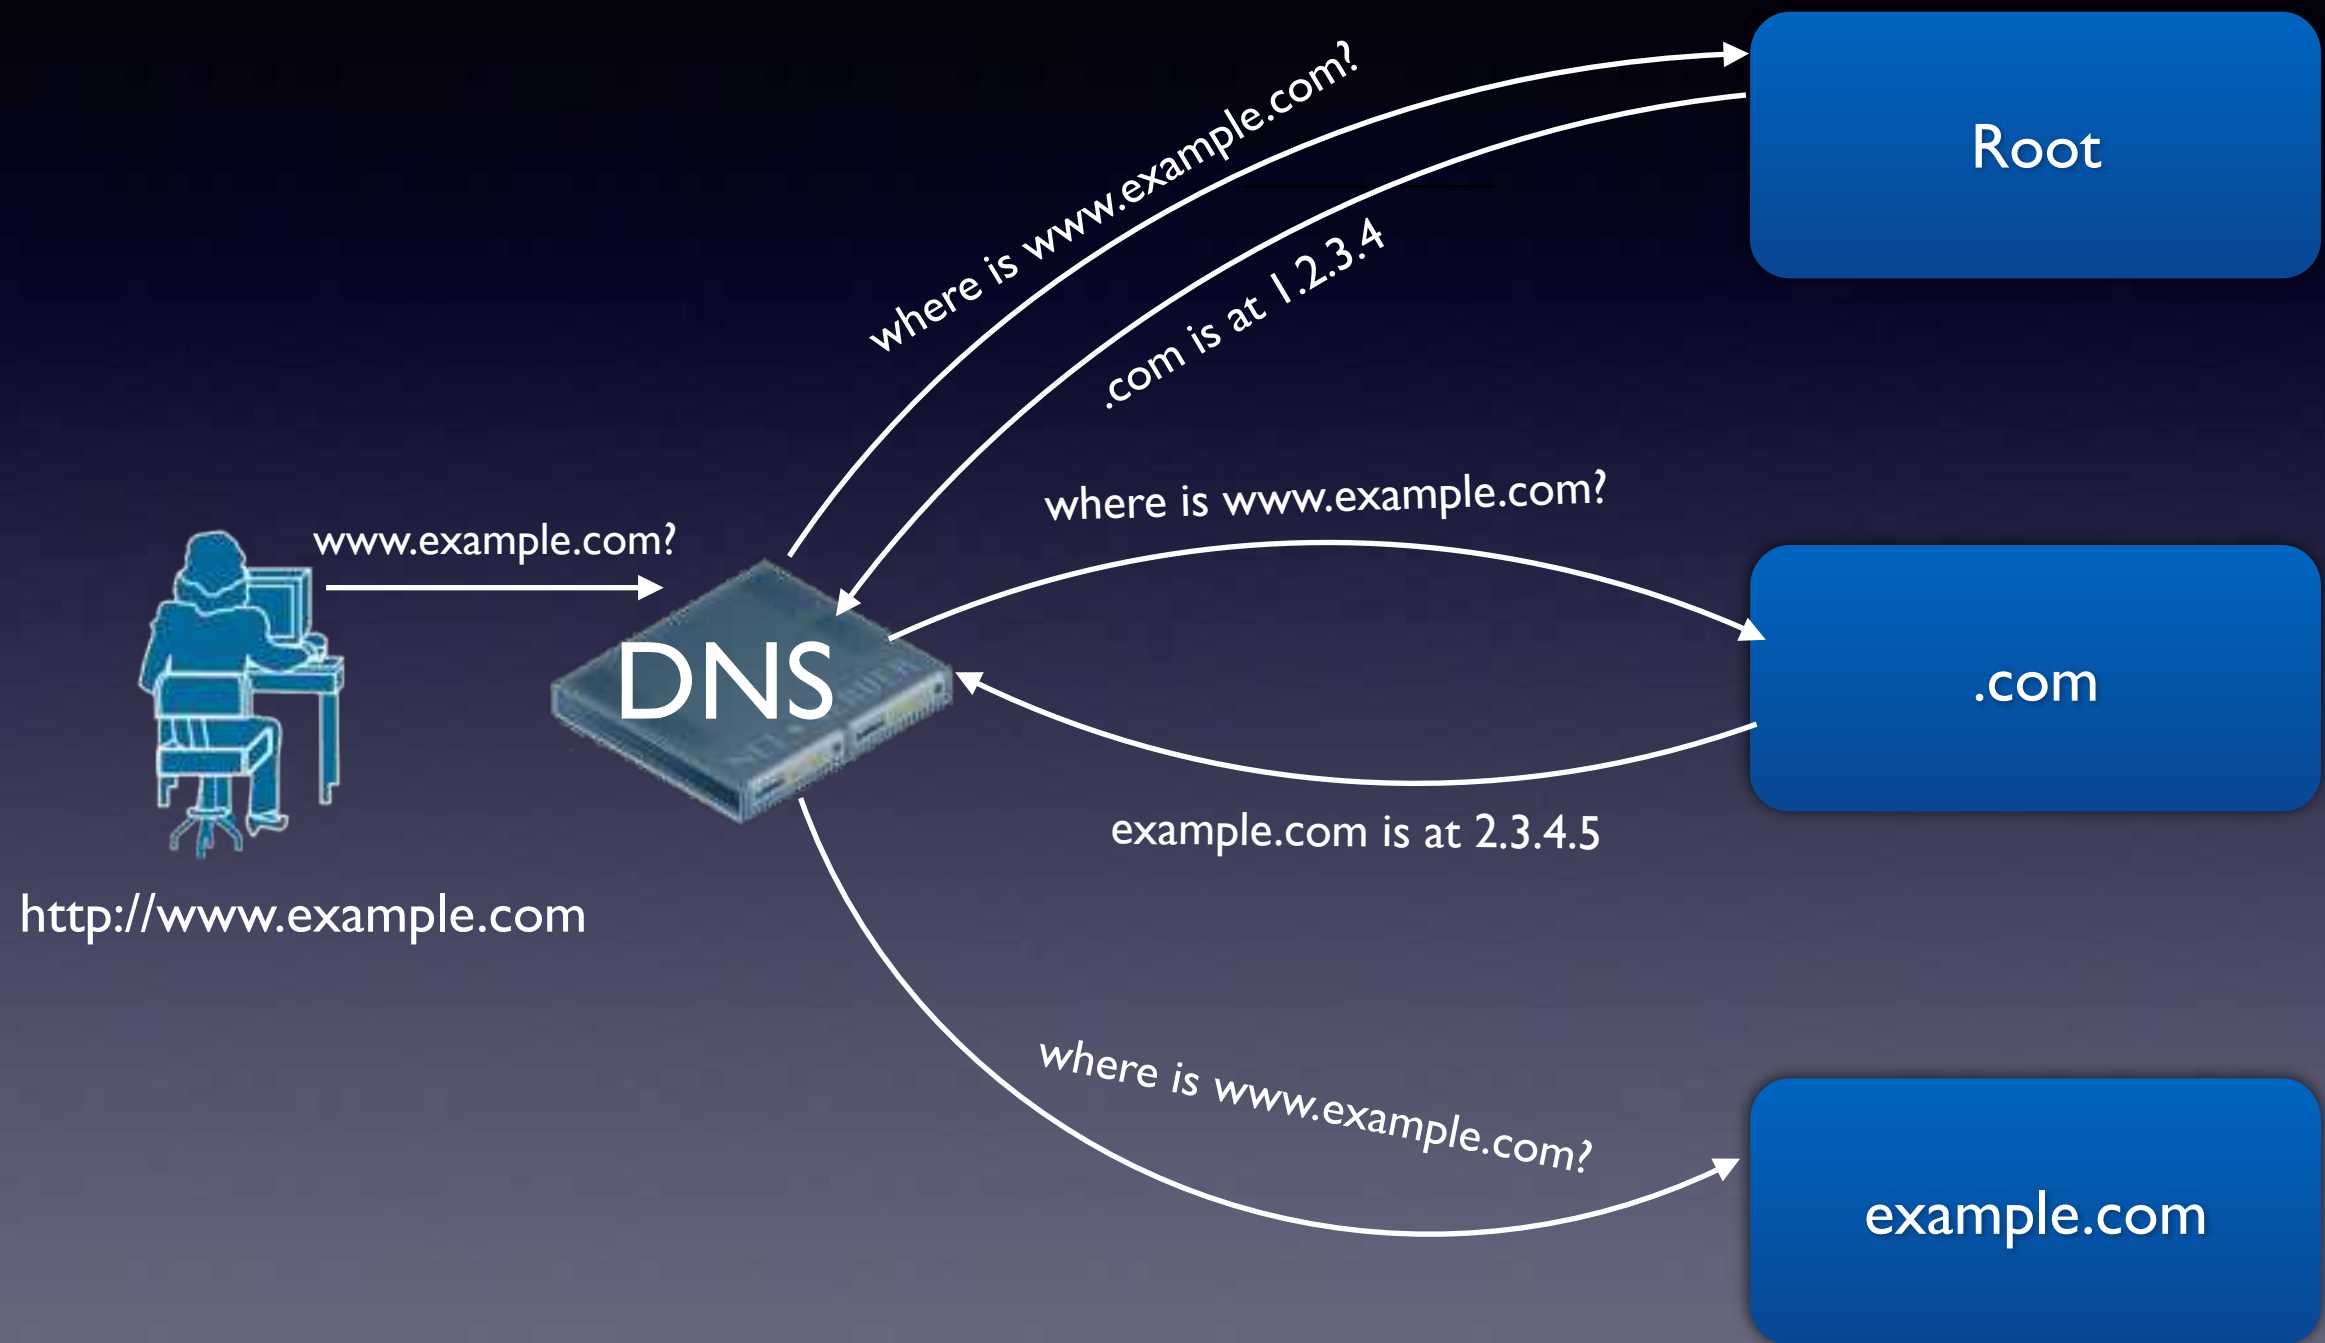 where is www.example.com?
Root
.com is at 1.2.3.4
where is www.example.com?
www.example.com?
DNS
.com
example.com is at 2.3.4.5
http://www.example.com
where is www.example.com?
example.com